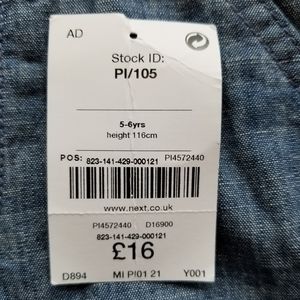 AD
Stock ID:
PI/105
5-6yrs
height 116cm
POS: 823-141-429-000121 PI4572440
www.next.co.uk
PI4572440 D16900
823-141-429-000121
£16
D894 MI P/01 21 Y001